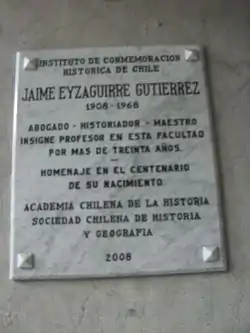 INSTITUTO DE CONMEMORACION
HISTORICA DE CHILE
JAIME EYZAGUIRRE GUTIERREZ
1908 - 1968
ABOGADO - HISTORIADOR - MAESTRO
INSIGNE PROFESOR EN ESTA FACULTAD
POR MAS DE TREINTA AÑOS.
—
HOMENAJE EN EL CENTENARIO
DE SU NACIMIENTO.
ACADEMIA CHILENA DE LA HISTORIA
SOCIEDAD CHILENA DE HISTORIA
Y GEOGRAFIA
2008